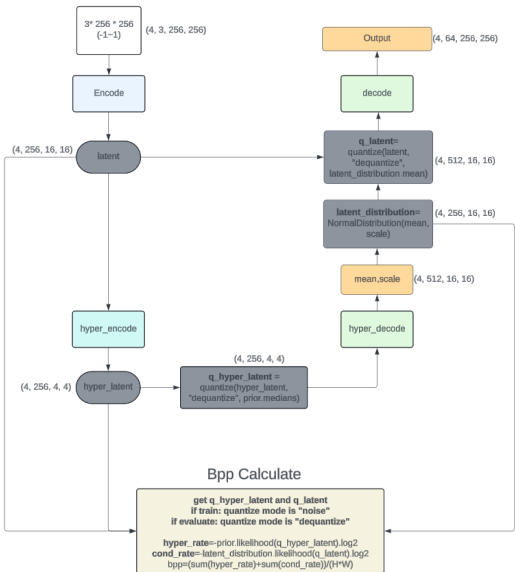 3* 256 * 256
(-1~1)
(4, 3, 256, 256)
Output
(4, 64, 256, 256)
Encode
decode
(4, 256, 16, 16)
latent
q_latent=
quantize(latent,
"dequantize",
latent_distribution.mean)
(4, 512, 16, 16)
latent_distribution=
NormalDistribution(mean,
scale)
(4, 256, 16, 16)
mean,scale
(4, 512, 16, 16)
hyper_encode
hyper_decode
(4, 256, 4, 4)
hyper_latent
(4, 256, 4, 4)
q_hyper_latent =
quantize(hyper_latent,
"dequantize", prior.medians)
Bpp Calculate
get q_hyper_latent and q_latent
if train: quantize mode is "noise"
if evaluate: quantize mode is "dequantize"
hyper_rate=-prior.likelihood(q_hyper_latent).log2
cond_rate=-latent_distribution.likelihood(q_latent).log2
bpp=(sum(hyper_rate)+sum(cond_rate))/(H*W)